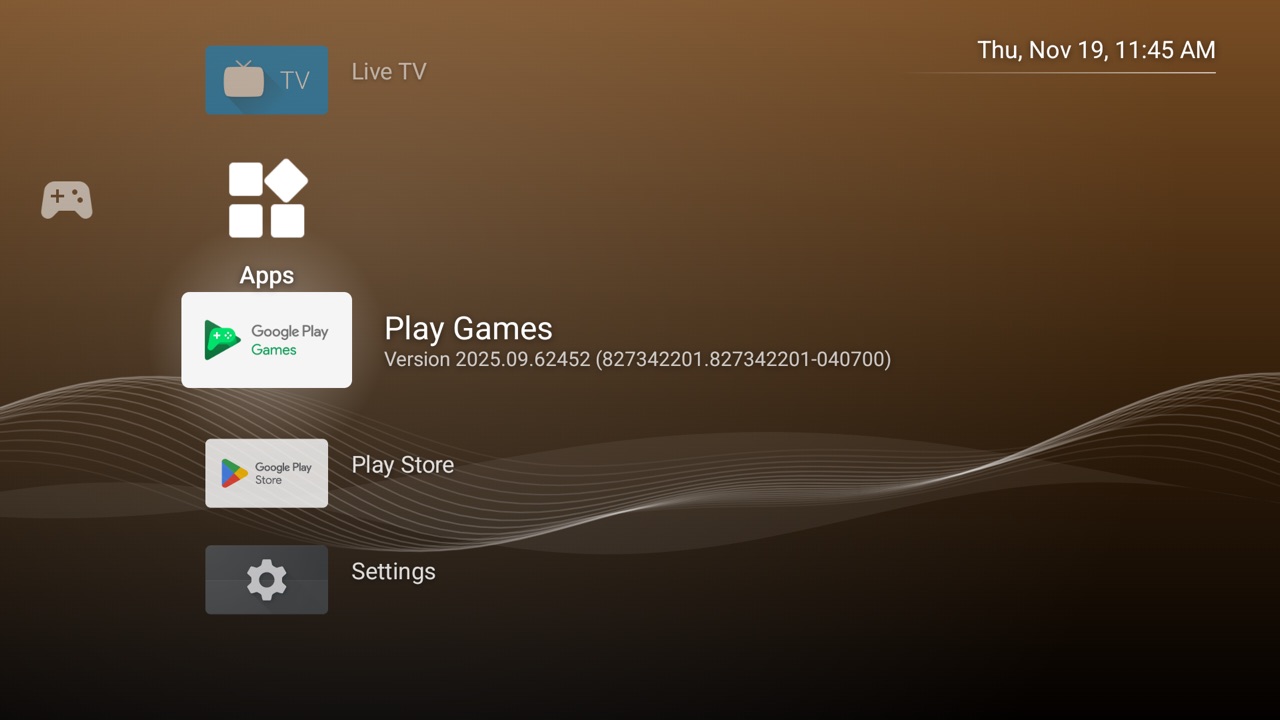 Thu, Nov 19, 11:45 AM
TV
Live TV
Apps
Google Play
Games
Play Games
Version 2025.09.62452 (827342201.827342201-040700)
Google Play
Store
Play Store
Settings